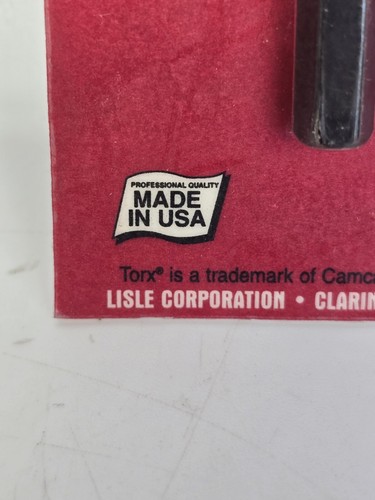 PROFESSIONAL QUALITY
MADE
IN USA
Torx® is a trademark of Camc
LISLE CORPORATION • CLARIN